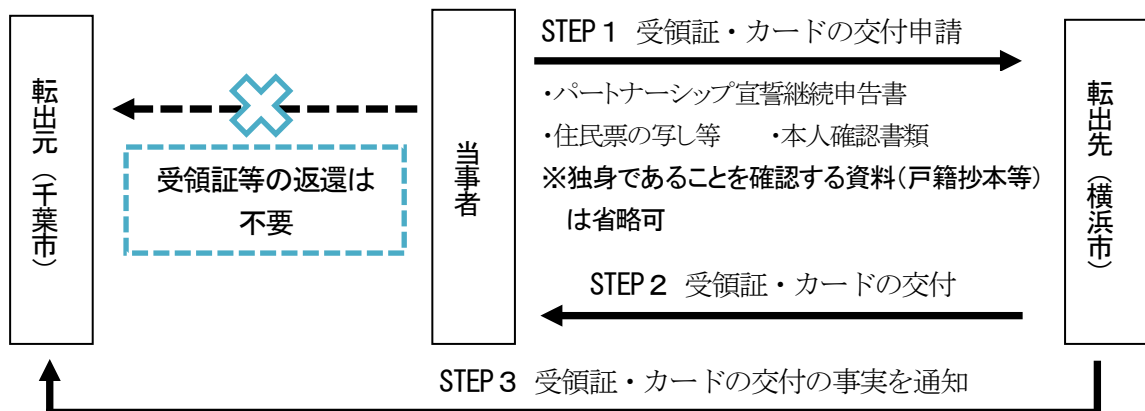 転出元（千葉市）
受領証等の返還は
不要
当事者
STEP１ 受領証・カードの交付申請
・パートナーシップ宣誓継続申告書
・住民票の写し等　・本人確認書類
※独身であることを確認する資料（戸籍抄本等）
は省略可
STEP２ 受領証・カードの交付
転出先（横浜市）
STEP３ 受領証・カードの交付の事実を通知